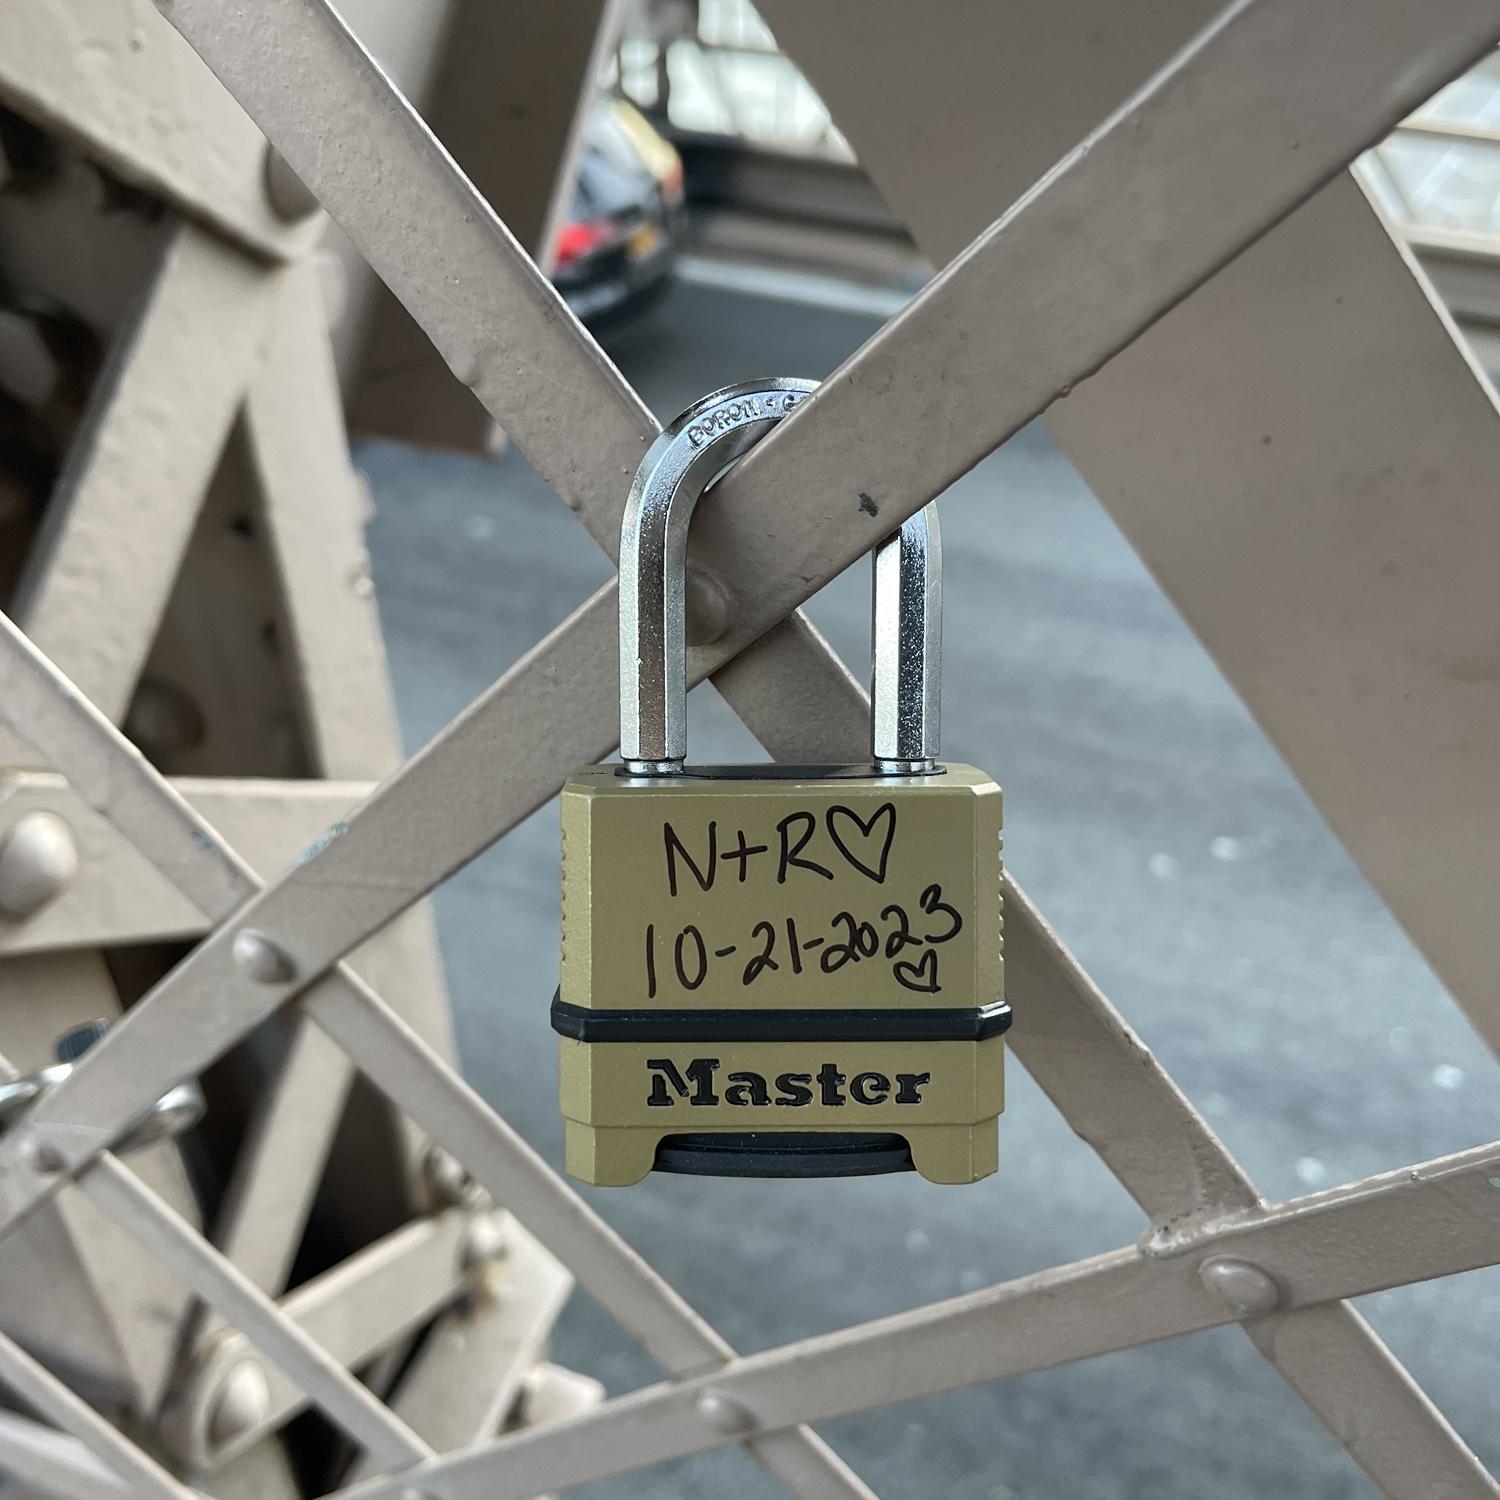 BORON - C
N+R♡
10-21-2023
♡
Master